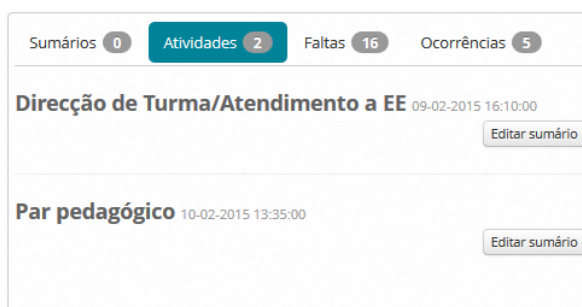 Sumários 0 Atividades 2 Faltas 16 Ocorrências 5
Direcção de Turma/Atendimento a EE 09-02-2015 16:10:00
Editar sumário
Par pedagógico 10-02-2015 13:35:00
Editar sumário